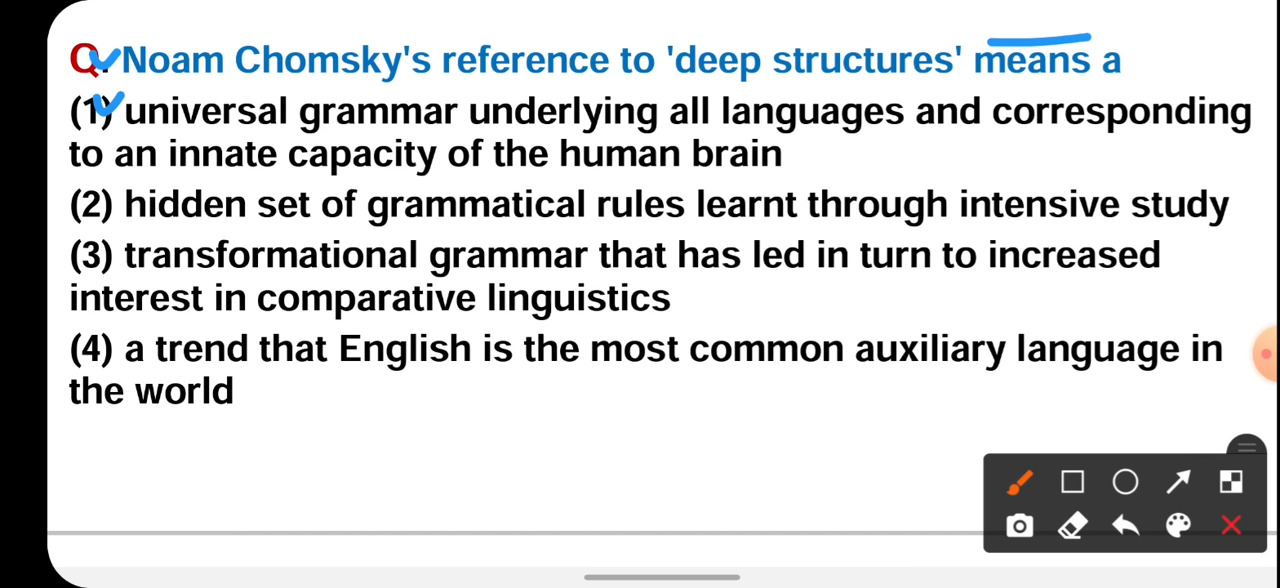 Q. Noam Chomsky's reference to 'deep structures' means a
(1) universal grammar underlying all languages and corresponding
to an innate capacity of the human brain
(2) hidden set of grammatical rules learnt through intensive study
(3) transformational grammar that has led in turn to increased
interest in comparative linguistics
(4) a trend that English is the most common auxiliary language in
the world